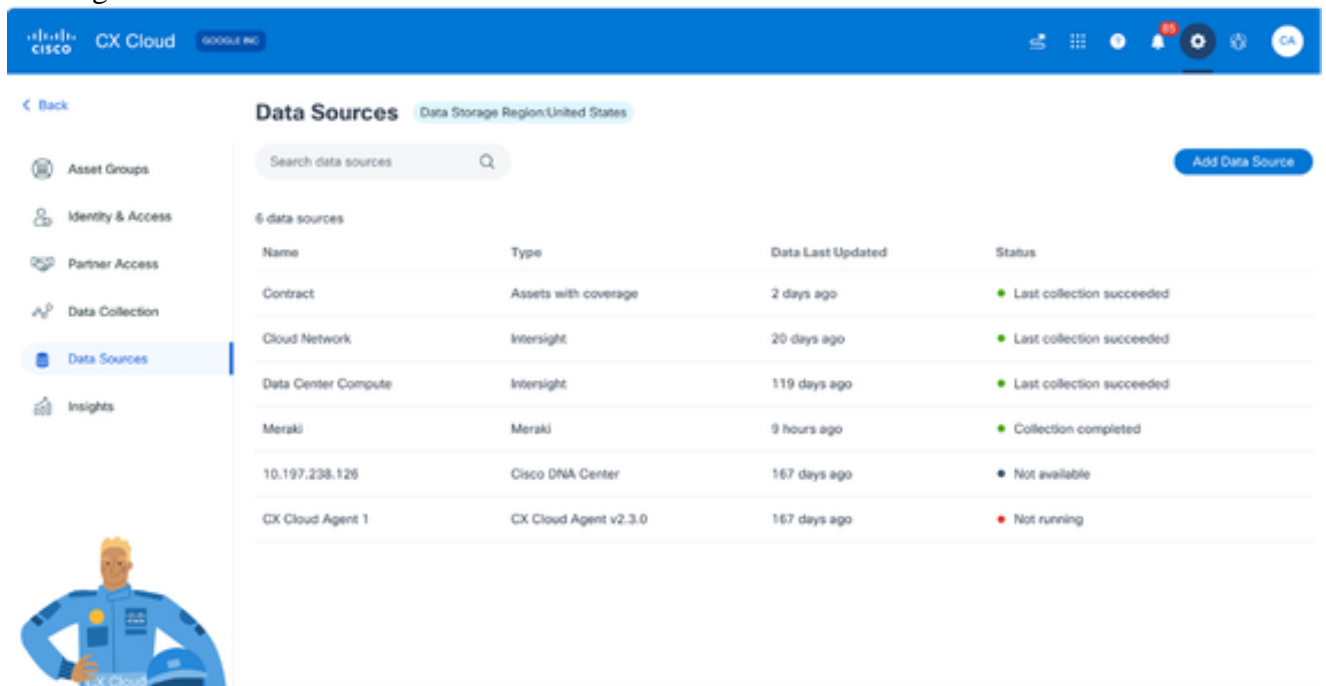 CISCO CX Cloud GOOGLE INC 85 CA
Back
Data Sources Data Storage Region:United States
Search data sources Add Data Source
Asset Groups
Identity & Access
Partner Access
Data Collection
Data Sources
Insights
6 data sources
Name Type Data Last Updated Status
Contract Assets with coverage 2 days ago Last collection succeeded
Cloud Network Intersight 20 days ago Last collection succeeded
Data Center Compute Intersight 119 days ago Last collection succeeded
Meraki Meraki 9 hours ago Collection completed
10.197.238.126 Cisco DNA Center 167 days ago Not available
CX Cloud Agent 1 CX Cloud Agent v2.3.0 167 days ago Not running
CX Cloud